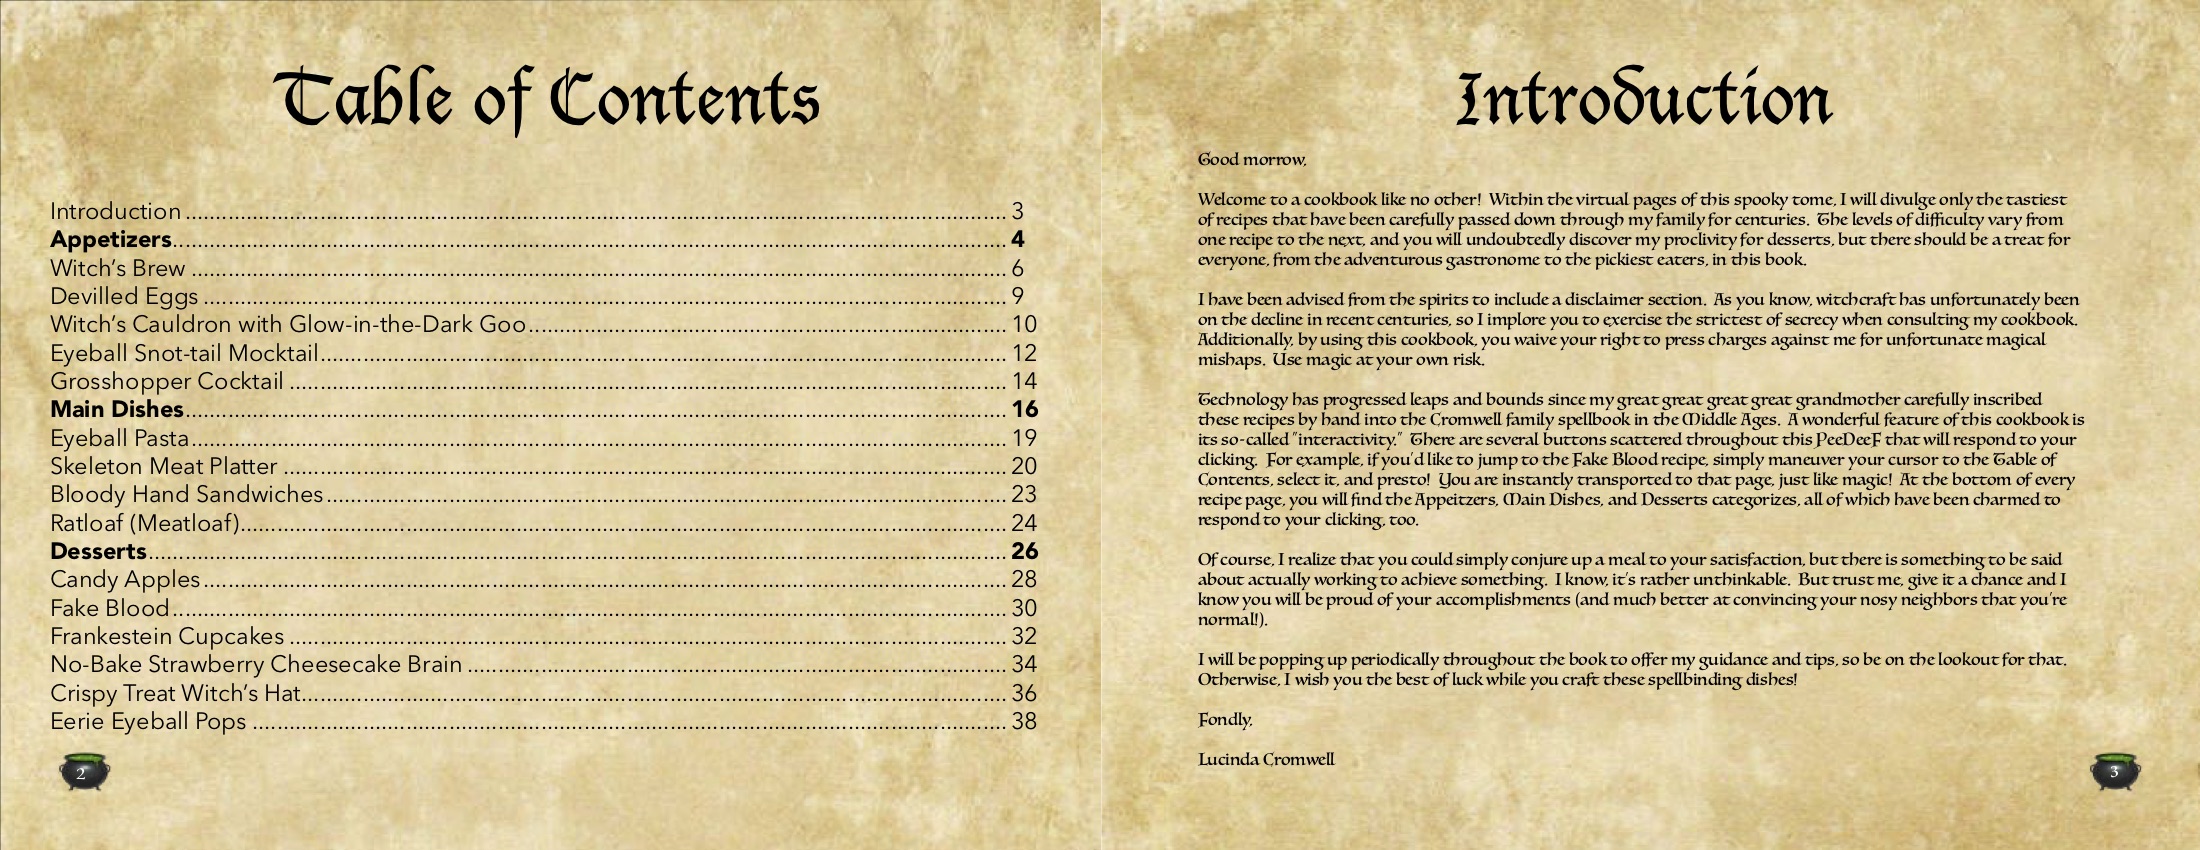 Table of Contents
Introduction 3
Appetizers 4
Witch's Brew 6
Devilled Eggs 9
Witch's Cauldron with Glow-in-the-Dark Goo 10
Eyeball Snot-tail Mocktail 12
Grosshopper Cocktail 14
Main Dishes 16
Eyeball Pasta 19
Skeleton Meat Platter 20
Bloody Hand Sandwiches 23
Ratloaf (Meatloaf) 24
Desserts 26
Candy Apples 28
Fake Blood 30
Frankestein Cupcakes 32
No-Bake Strawberry Cheesecake Brain 34
Crispy Treat Witch's Hat 36
Eerie Eyeball Pops 38
2
Introduction
Good morrow,
Welcome to a cookbook like no other! Within the virtual pages of this spooky tome, I will divulge only the tastiest
of recipes that have been carefully passed down through my family for centuries. The levels of difficulty vary from
one recipe to the next, and you will undoubtedly discover my proclivity for desserts, but there should be a treat for
everyone, from the adventurous gastronome to the pickiest eaters, in this book.
I have been advised from the spirits to include a disclaimer section. As you know, witchcraft has unfortunately been
on the decline in recent centuries, so I implore you to exercise the strictest of secrecy when consulting my cookbook.
Additionally, by using this cookbook, you waive your right to press charges against me for unfortunate magical
mishaps. Use magic at your own risk.
Technology has progressed leaps and bounds since my great great great great grandmother carefully inscribed
these recipes by hand into the Cromwell family spellbook in the Middle Ages. A wonderful feature of this cookbook is
its so-called "interactivity." There are several buttons scattered throughout this PeeDeeF that will respond to your
clicking. For example, if you'd like to jump to the Fake Blood recipe, simply maneuver your cursor to the Table of
Contents, select it, and presto! You are instantly transported to that page, just like magic! At the bottom of every
recipe page, you will find the Appeitzers, Main Dishes, and Desserts categorizes, all of which have been charmed to
respond to your clicking, too.
Of course, I realize that you could simply conjure up a meal to your satisfaction, but there is something to be said
about actually working to achieve something. I know, it's rather unthinkable. But trust me, give it a chance and I
know you will be proud of your accomplishments (and much better at convincing your nosy neighbors that you're
normal!).
I will be popping up periodically throughout the book to offer my guidance and tips, so be on the lookout for that.
Otherwise, I wish you the best of luck while you craft these spellbinding dishes!
Fondly,
Lucinda Cromwell
3